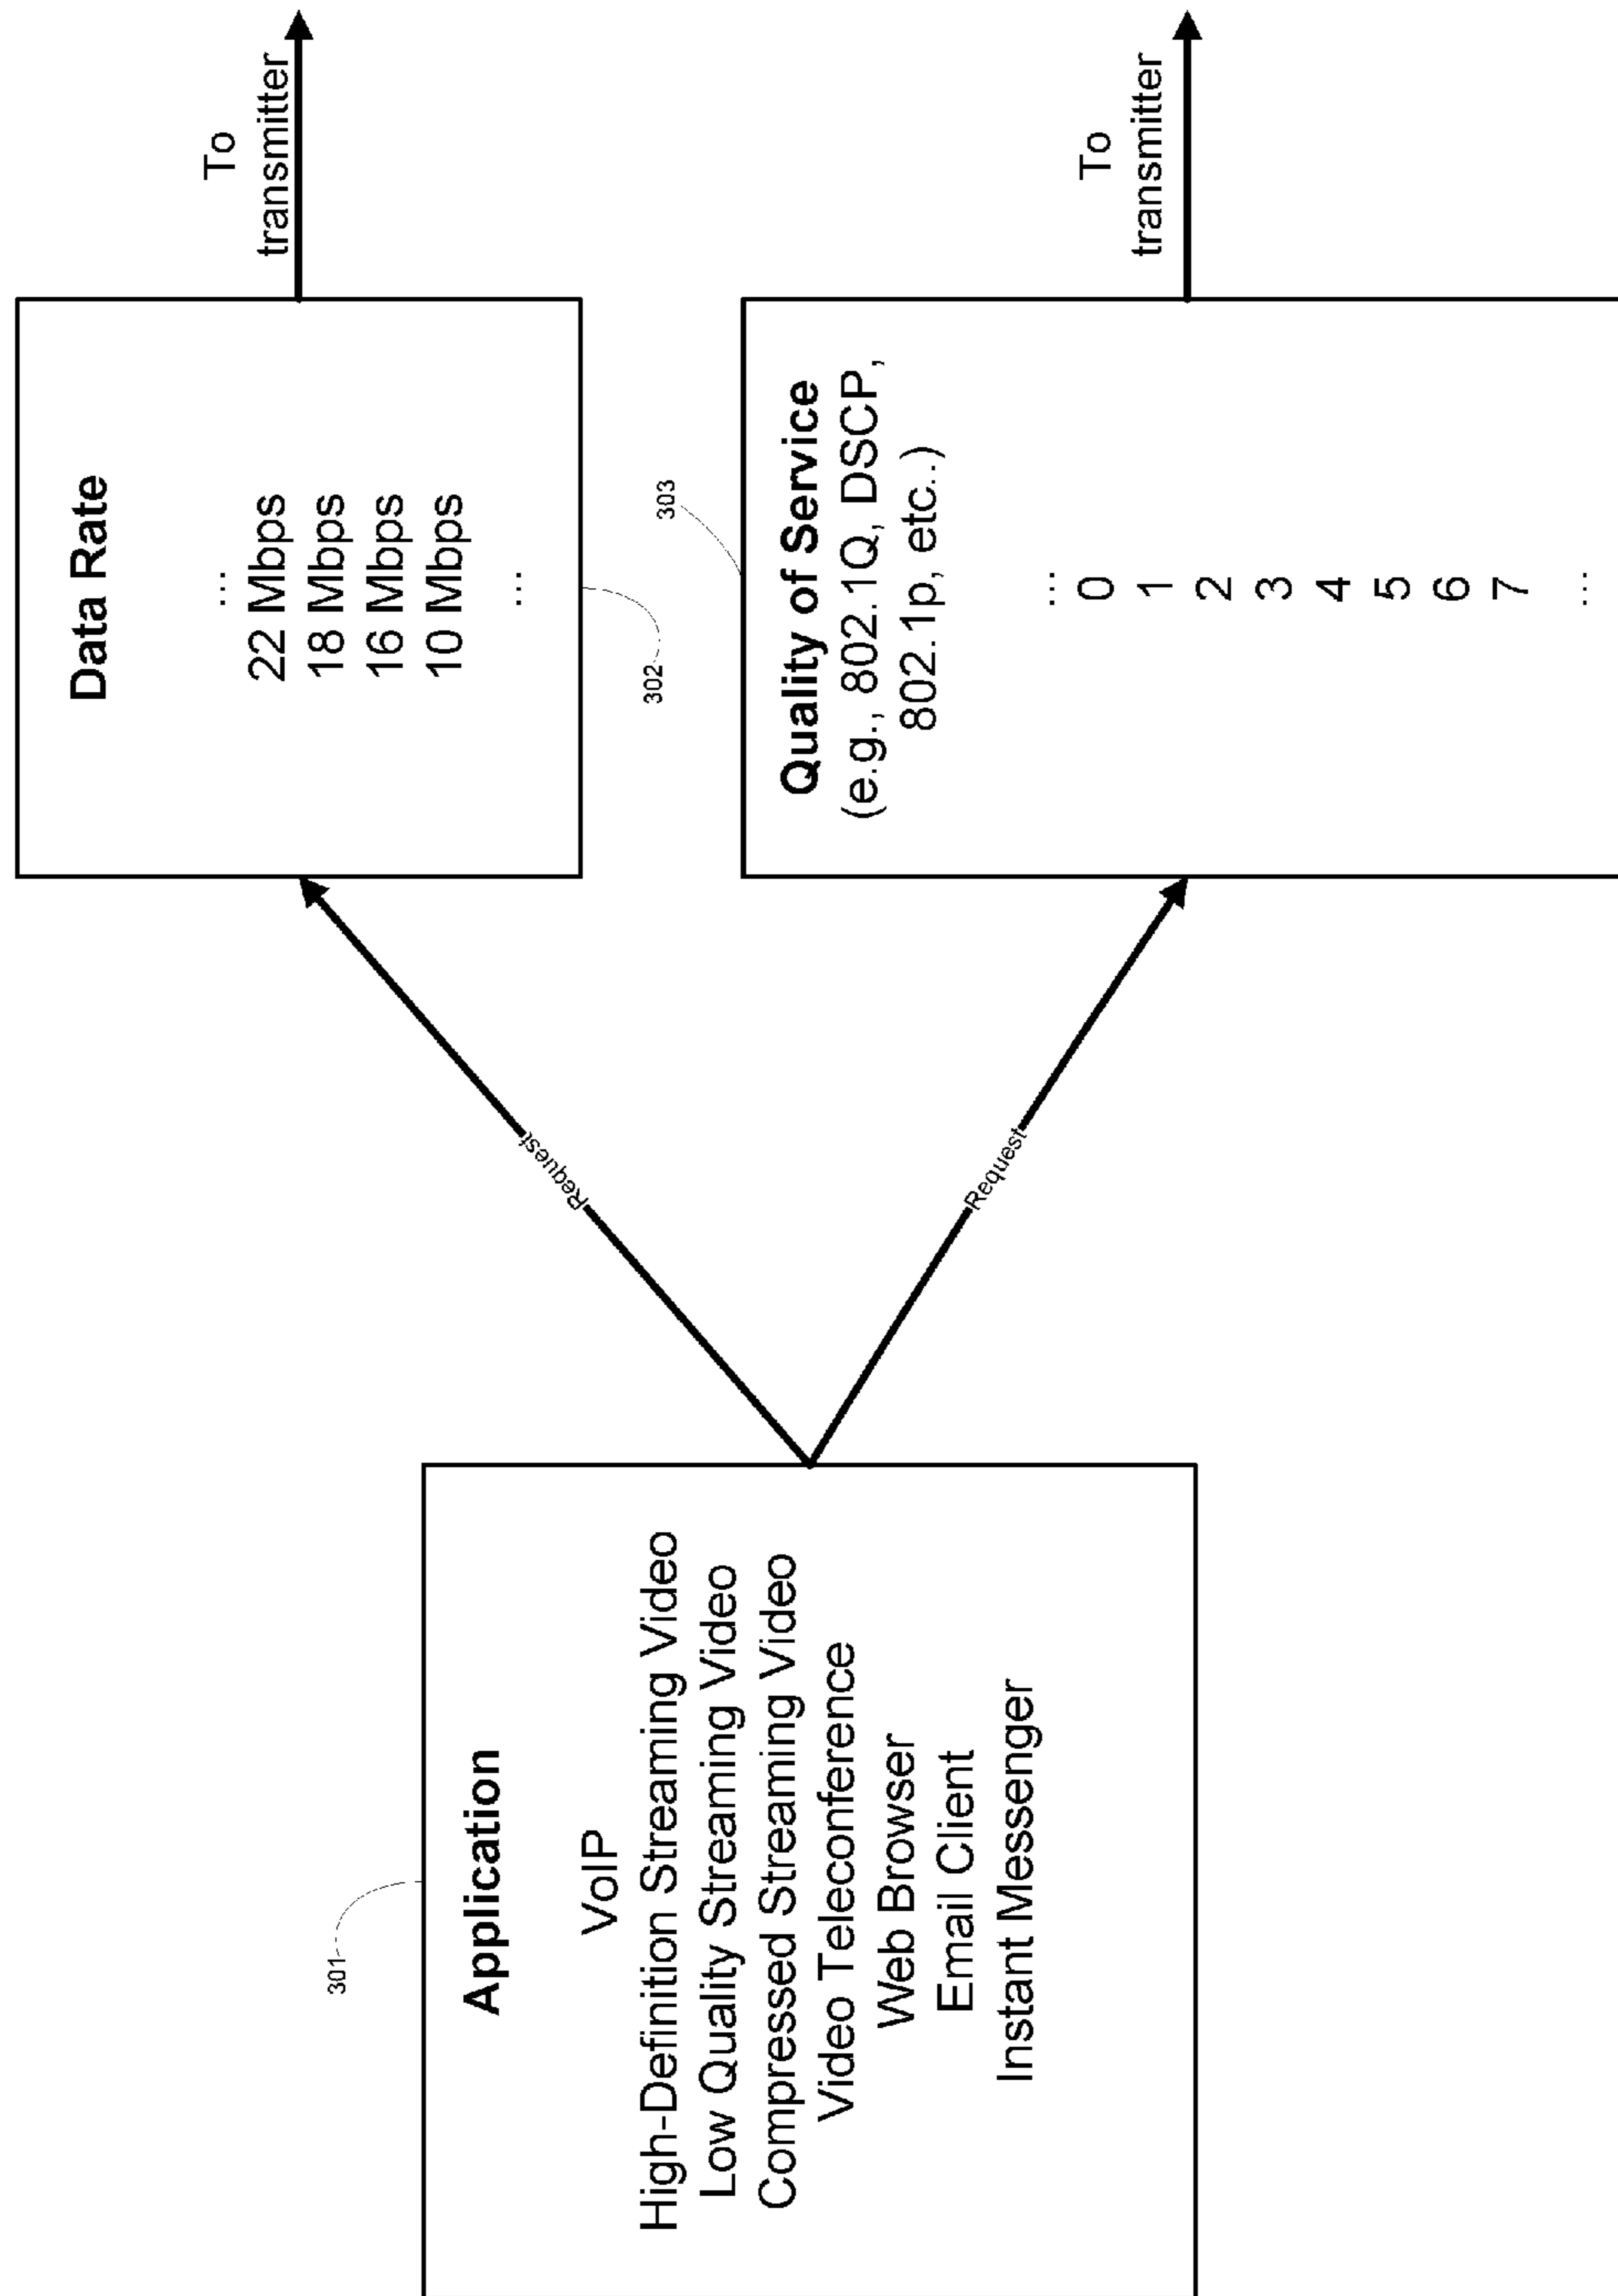 301
Application
VoIP
High-Definition Streaming Video
Low Quality Streaming Video
Compressed Streaming Video
Video Teleconference
Web Browser
Email Client
Instant Messenger
Request
Request
Data Rate
...
22 Mbps
18 Mbps
16 Mbps
10 Mbps
...
302
To
transmitter
303
Quality of Service
(e.g., 802.1Q, DSCP,
802.1p, etc.)
...
0
1
2
3
4
5
6
7
...
To
transmitter